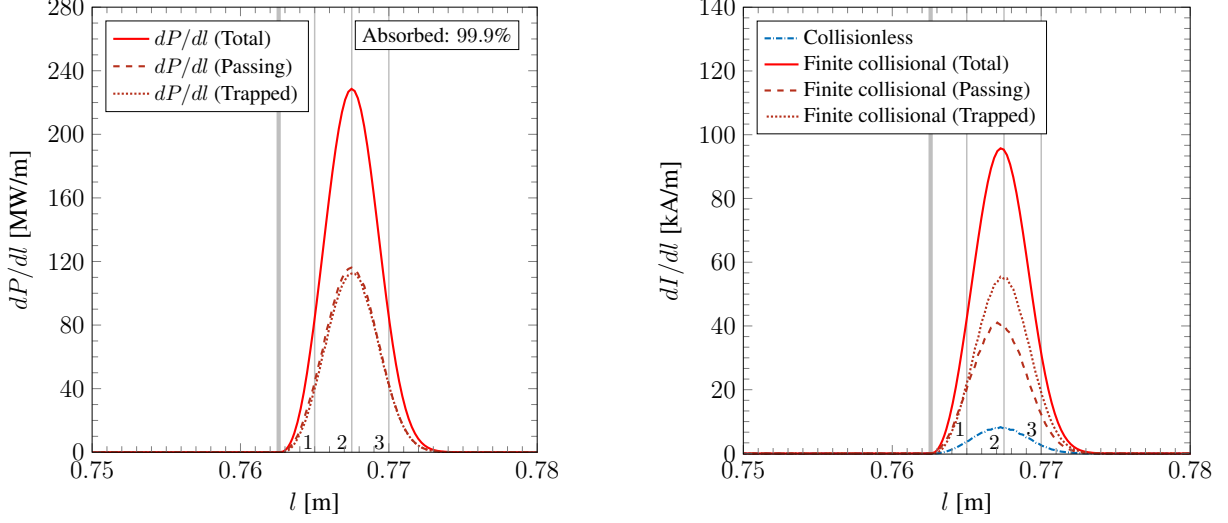 280
240
200
160
120
80
40
0
dP/dl [MW/m]
dP/dl (Total)
dP/dl (Passing)
dP/dl (Trapped)
Absorbed: 99.9%
1 2 3
0.75 0.76 0.77 0.78
l [m]
140
120
100
80
60
40
20
0
dI/dl [kA/m]
Collisionless
Finite collisional (Total)
Finite collisional (Passing)
Finite collisional (Trapped)
1 2 3
0.75 0.76 0.77 0.78
l [m]